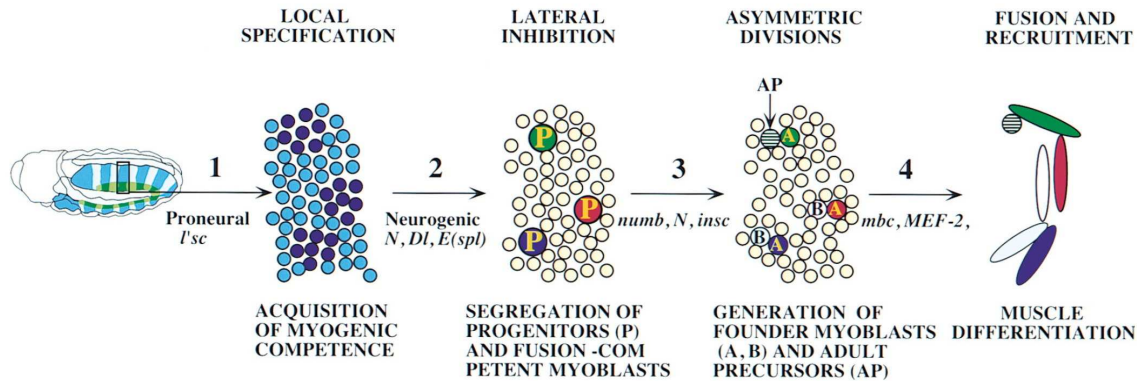 LOCAL
SPECIFICATION
LATERAL
INHIBITION
ASYMMETRIC
DIVISIONS
FUSION AND
RECRUITMENT
AP
1
Proneural
l'sc
2
Neurogenic
N, Dl, E(spl)
P
P
P
3
numb, N, insc
A
B A
B
A
4
mbc, MEF-2,
ACQUISITION
OF MYOGENIC
COMPETENCE
SEGREGATION OF
PROGENITORS (P)
AND FUSION -COM
PETENT MYOBLASTS
GENERATION OF
FOUNDER MYOBLASTS
(A, B) AND ADULT
PRECURSORS (AP)
MUSCLE
DIFFERENTIATION